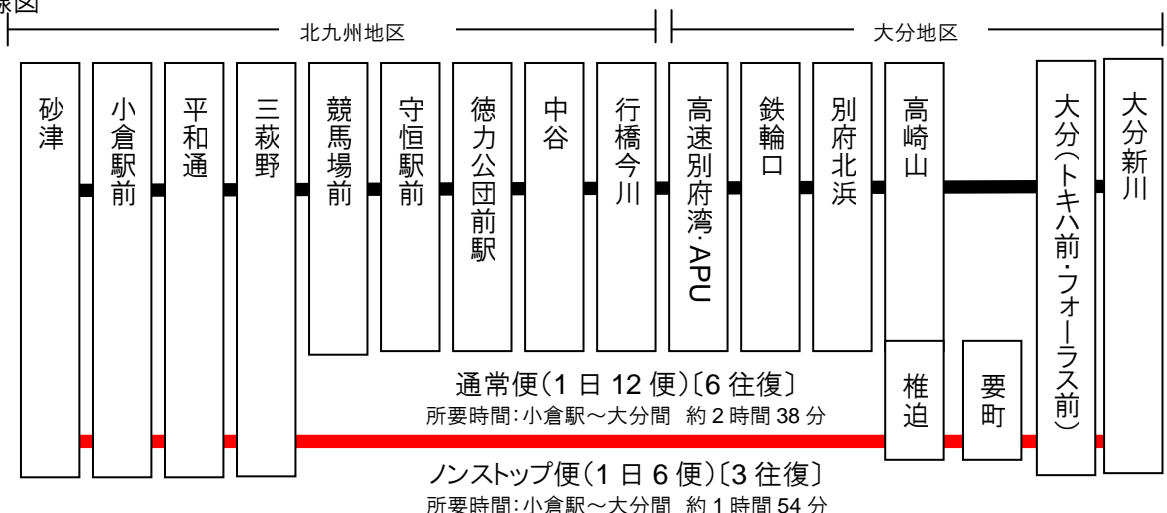 線図
北九州地区
大分地区
砂津
小倉駅前
平和通
三萩野
競馬場前
守恒駅前
徳力公団前駅
中谷
行橋今川
高速別府湾・APU
鉄輪口
別府北浜
高崎山
大分(トキハ前・フォーラス前)
大分新川
椎迫
要町
通常便(1日12便)〔6往復〕
所要時間:小倉駅~大分間 約2時間38分
ノンストップ便(1日6便)〔3往復〕
所要時間:小倉駅~大分間 約1時間54分